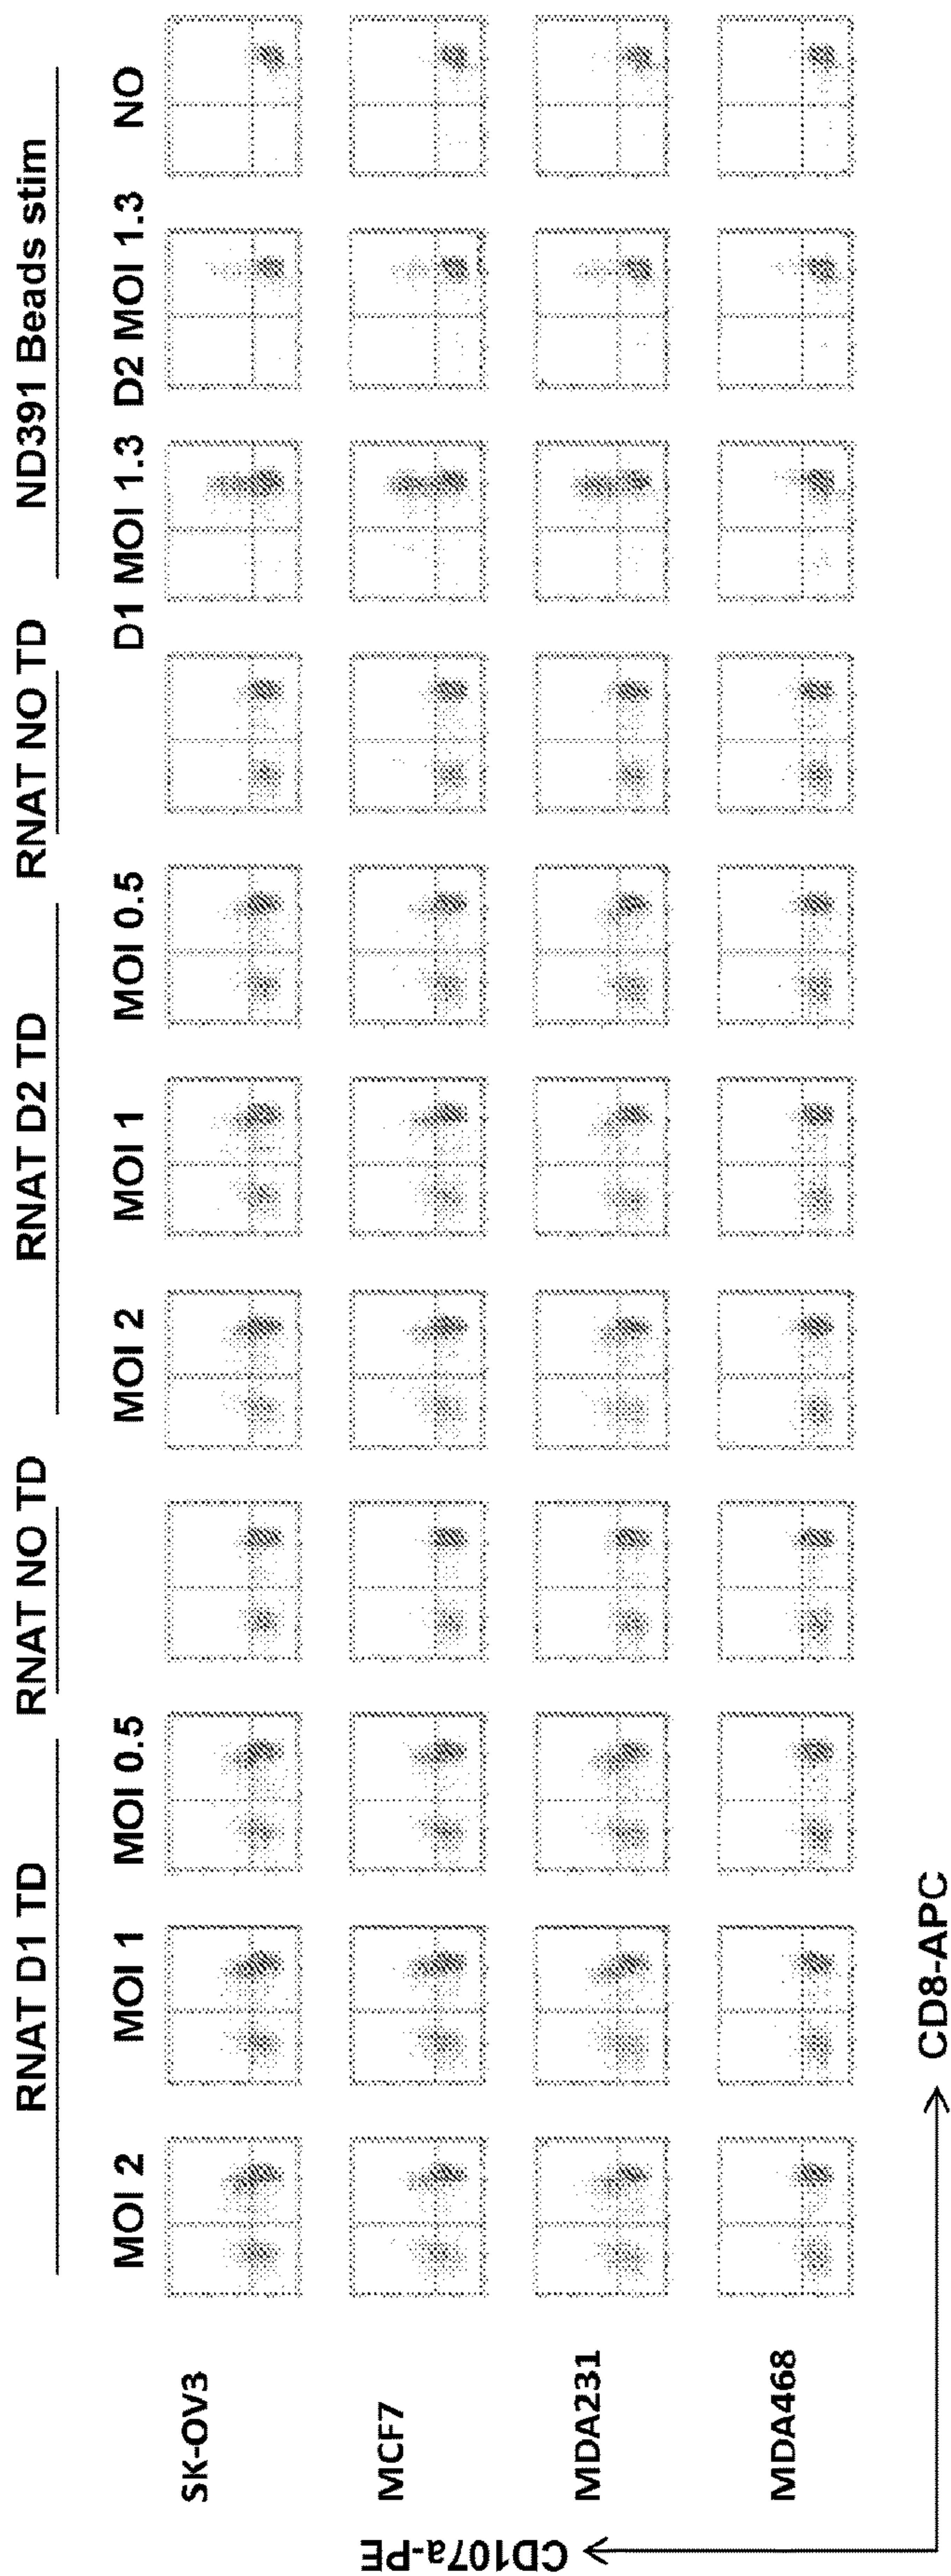 RNAT D1 TD
RNAT NO TD
RNAT D2 TD
RNAT NO TD
ND391 Beads stim
MOI 2
MOI 1
MOI 0.5
MOI 2
MOI 1
MOI 0.5
D1 MOI 1.3
D2 MOI 1.3
NO
SK-OV3
MCF7
MDA231
MDA468
CD107a-PE
CD8-APC